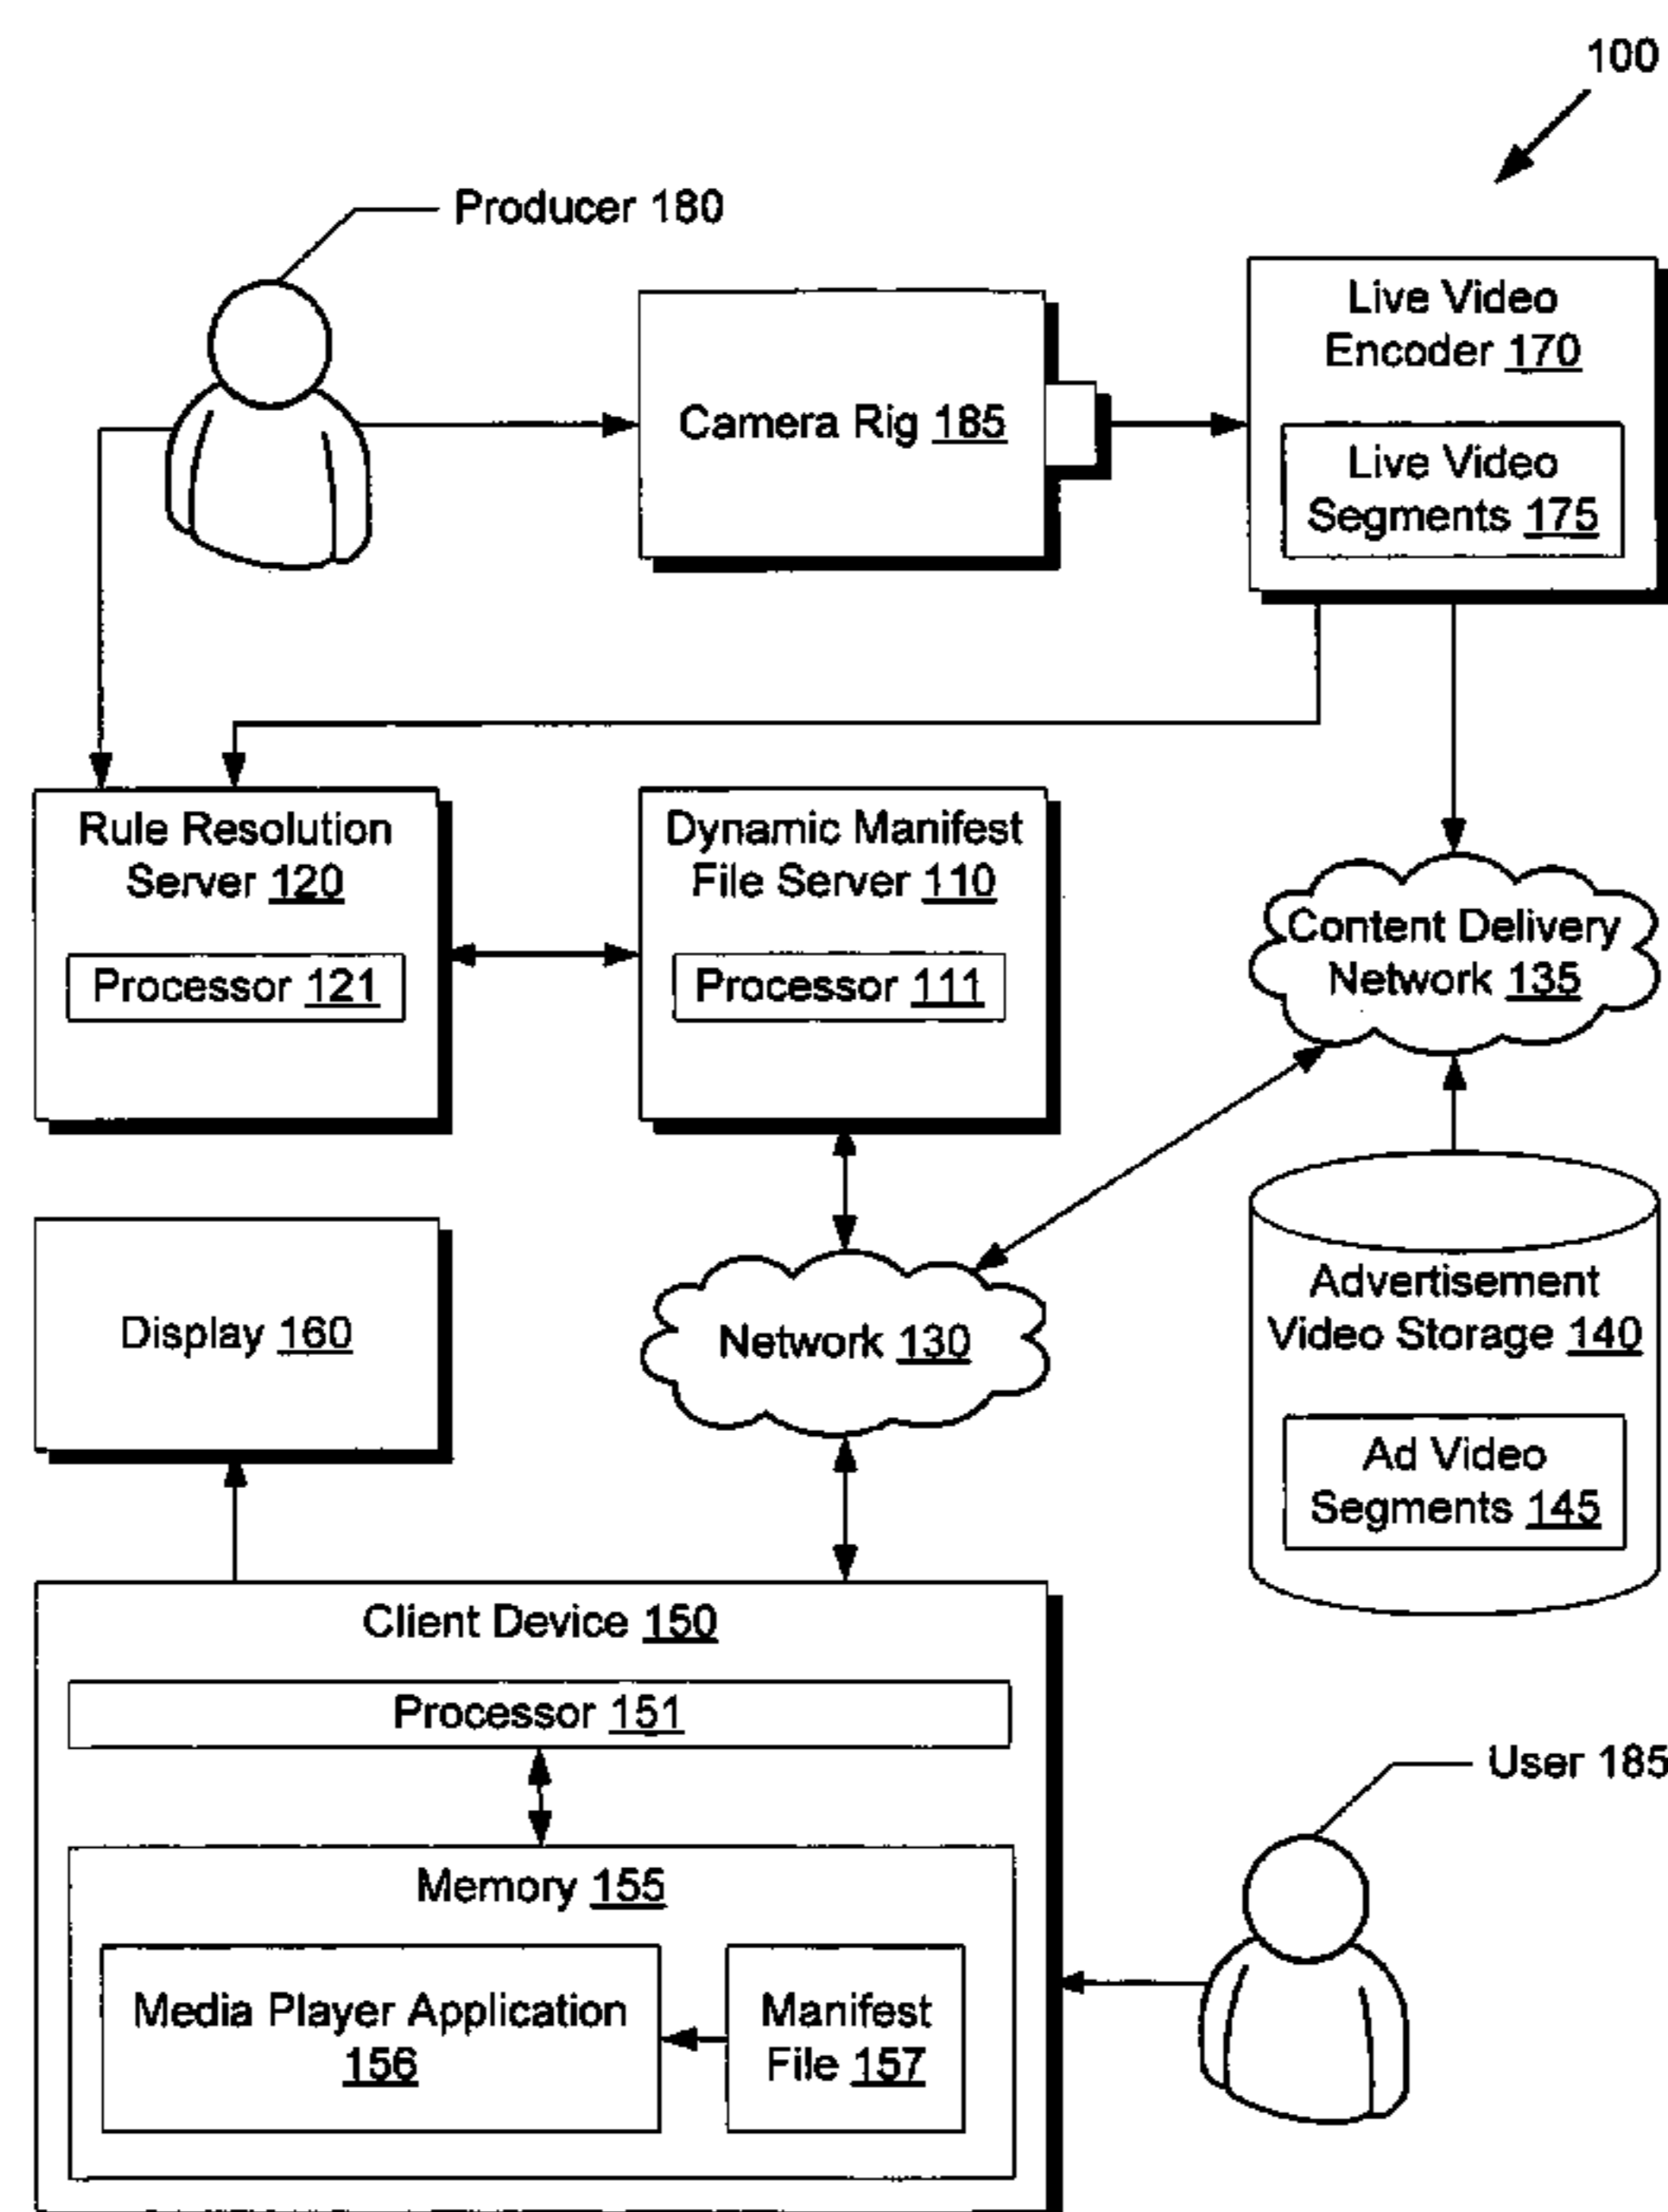 100
Producer 180
Live Video
Encoder 170
Camera Rig 185
Live Video
Segments 175
Rule Resolution
Server 120
Processor 121
Dynamic Manifest
File Server 110
Processor 111
Content Delivery
Network 135
Display 160
Network 130
Advertisement
Video Storage 140
Ad Video
Segments 145
Client Device 150
Processor 151
User 185
Memory 155
Media Player Application
156
Manifest
File 157